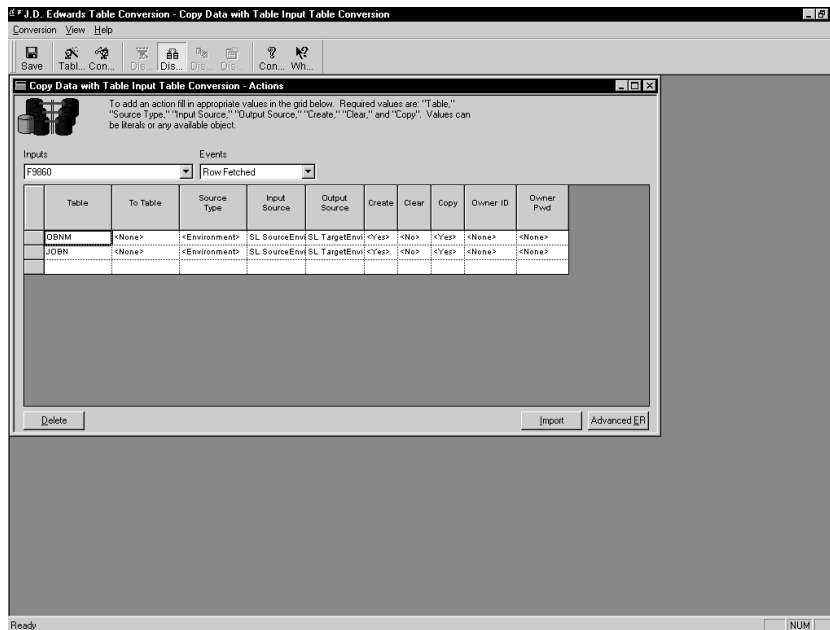 J.D. Edwards Table Conversion - Copy Data with Table Input Table Conversion
Conversion View Help
Save Tabl... Con... Dis... Dis... Dis... Dis... Con... Wh...
Copy Data with Table Input Table Conversion - Actions
To add an action fill in appropriate values in the grid below. Required values are: "Table,"
"Source Type," "Input Source," "Output Source," "Create," "Clear," and "Copy". Values can
be literals or any available object.
Inputs Events
F9860 Row Fetched
Table To Table Source Type Input Source Output Source Create Clear Copy Owner ID Owner Pwd
OBNM <None> <Environment> SL SourceEnvi SL TargetEnvi <Yes> <No> <Yes> <None> <None>
JOBN <None> <Environment> SL SourceEnvi SL TargetEnvi <Yes> <No> <Yes> <None> <None>
Delete Import Advanced ER
Ready NUM